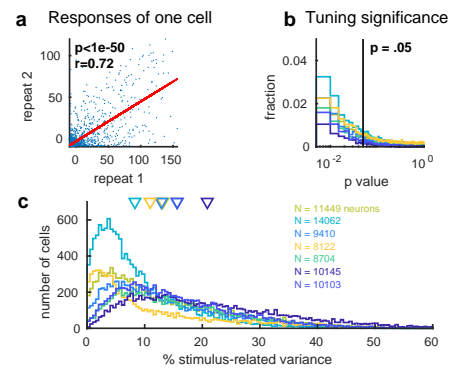 a Responses of one cell
p<1e-50
r=0.72
repeat 2
100
50
0
0 50 100 150
repeat 1
b Tuning significance
p = .05
fraction
0.04
0.02
0
10-2 100
p value
c
number of cells
600
400
200
0
0 10 20 30 40 50 60
% stimulus-related variance
N = 11449 neurons
N = 14062
N = 9410
N = 8122
N = 8704
N = 10145
N = 10103